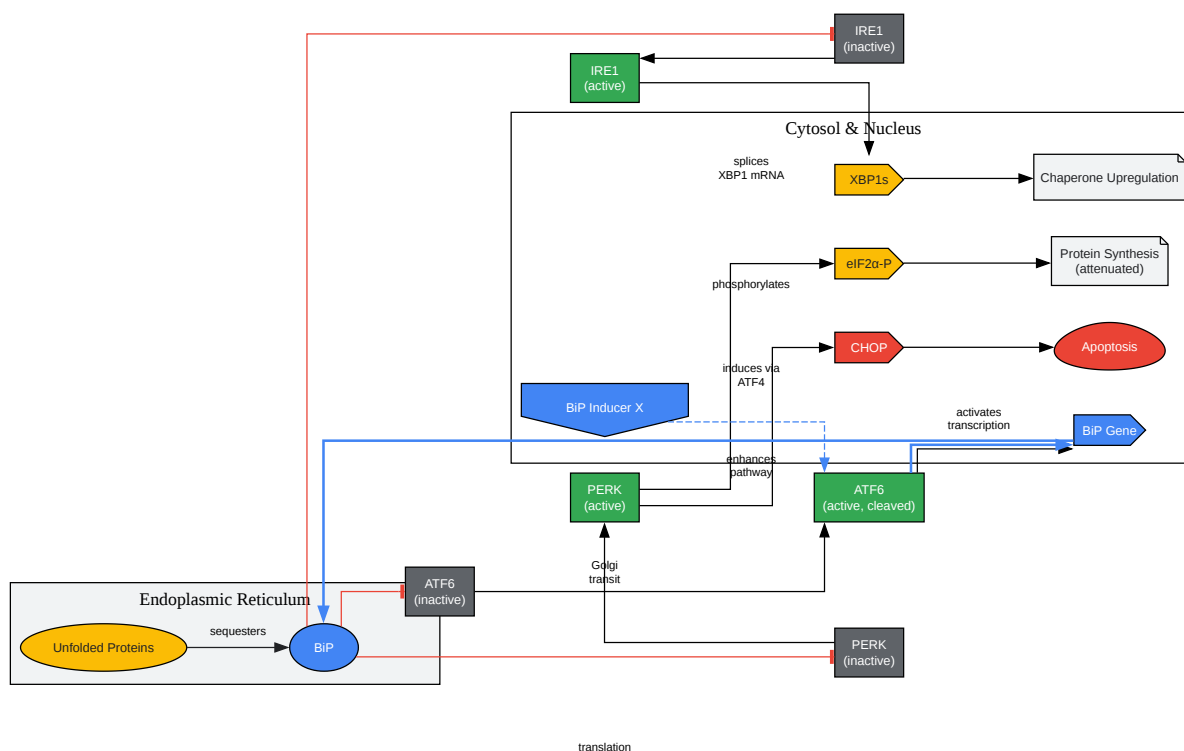 IRE1
(inactive)
IRE1
(active)
Cytosol & Nucleus
splices
XBP1 mRNA
XBP1s
Chaperone Upregulation
eIF2α-P
Protein Synthesis
(attenuated)
phosphorylates
CHOP
Apoptosis
induces via
ATF4
BiP Inducer X
activates
transcription
BiP Gene
enhances
pathway
PERK
(active)
ATF6
(active, cleaved)
Golgi
transit
ATF6
(inactive)
Endoplasmic Reticulum
sequesters
Unfolded Proteins
BiP
PERK
(inactive)
translation